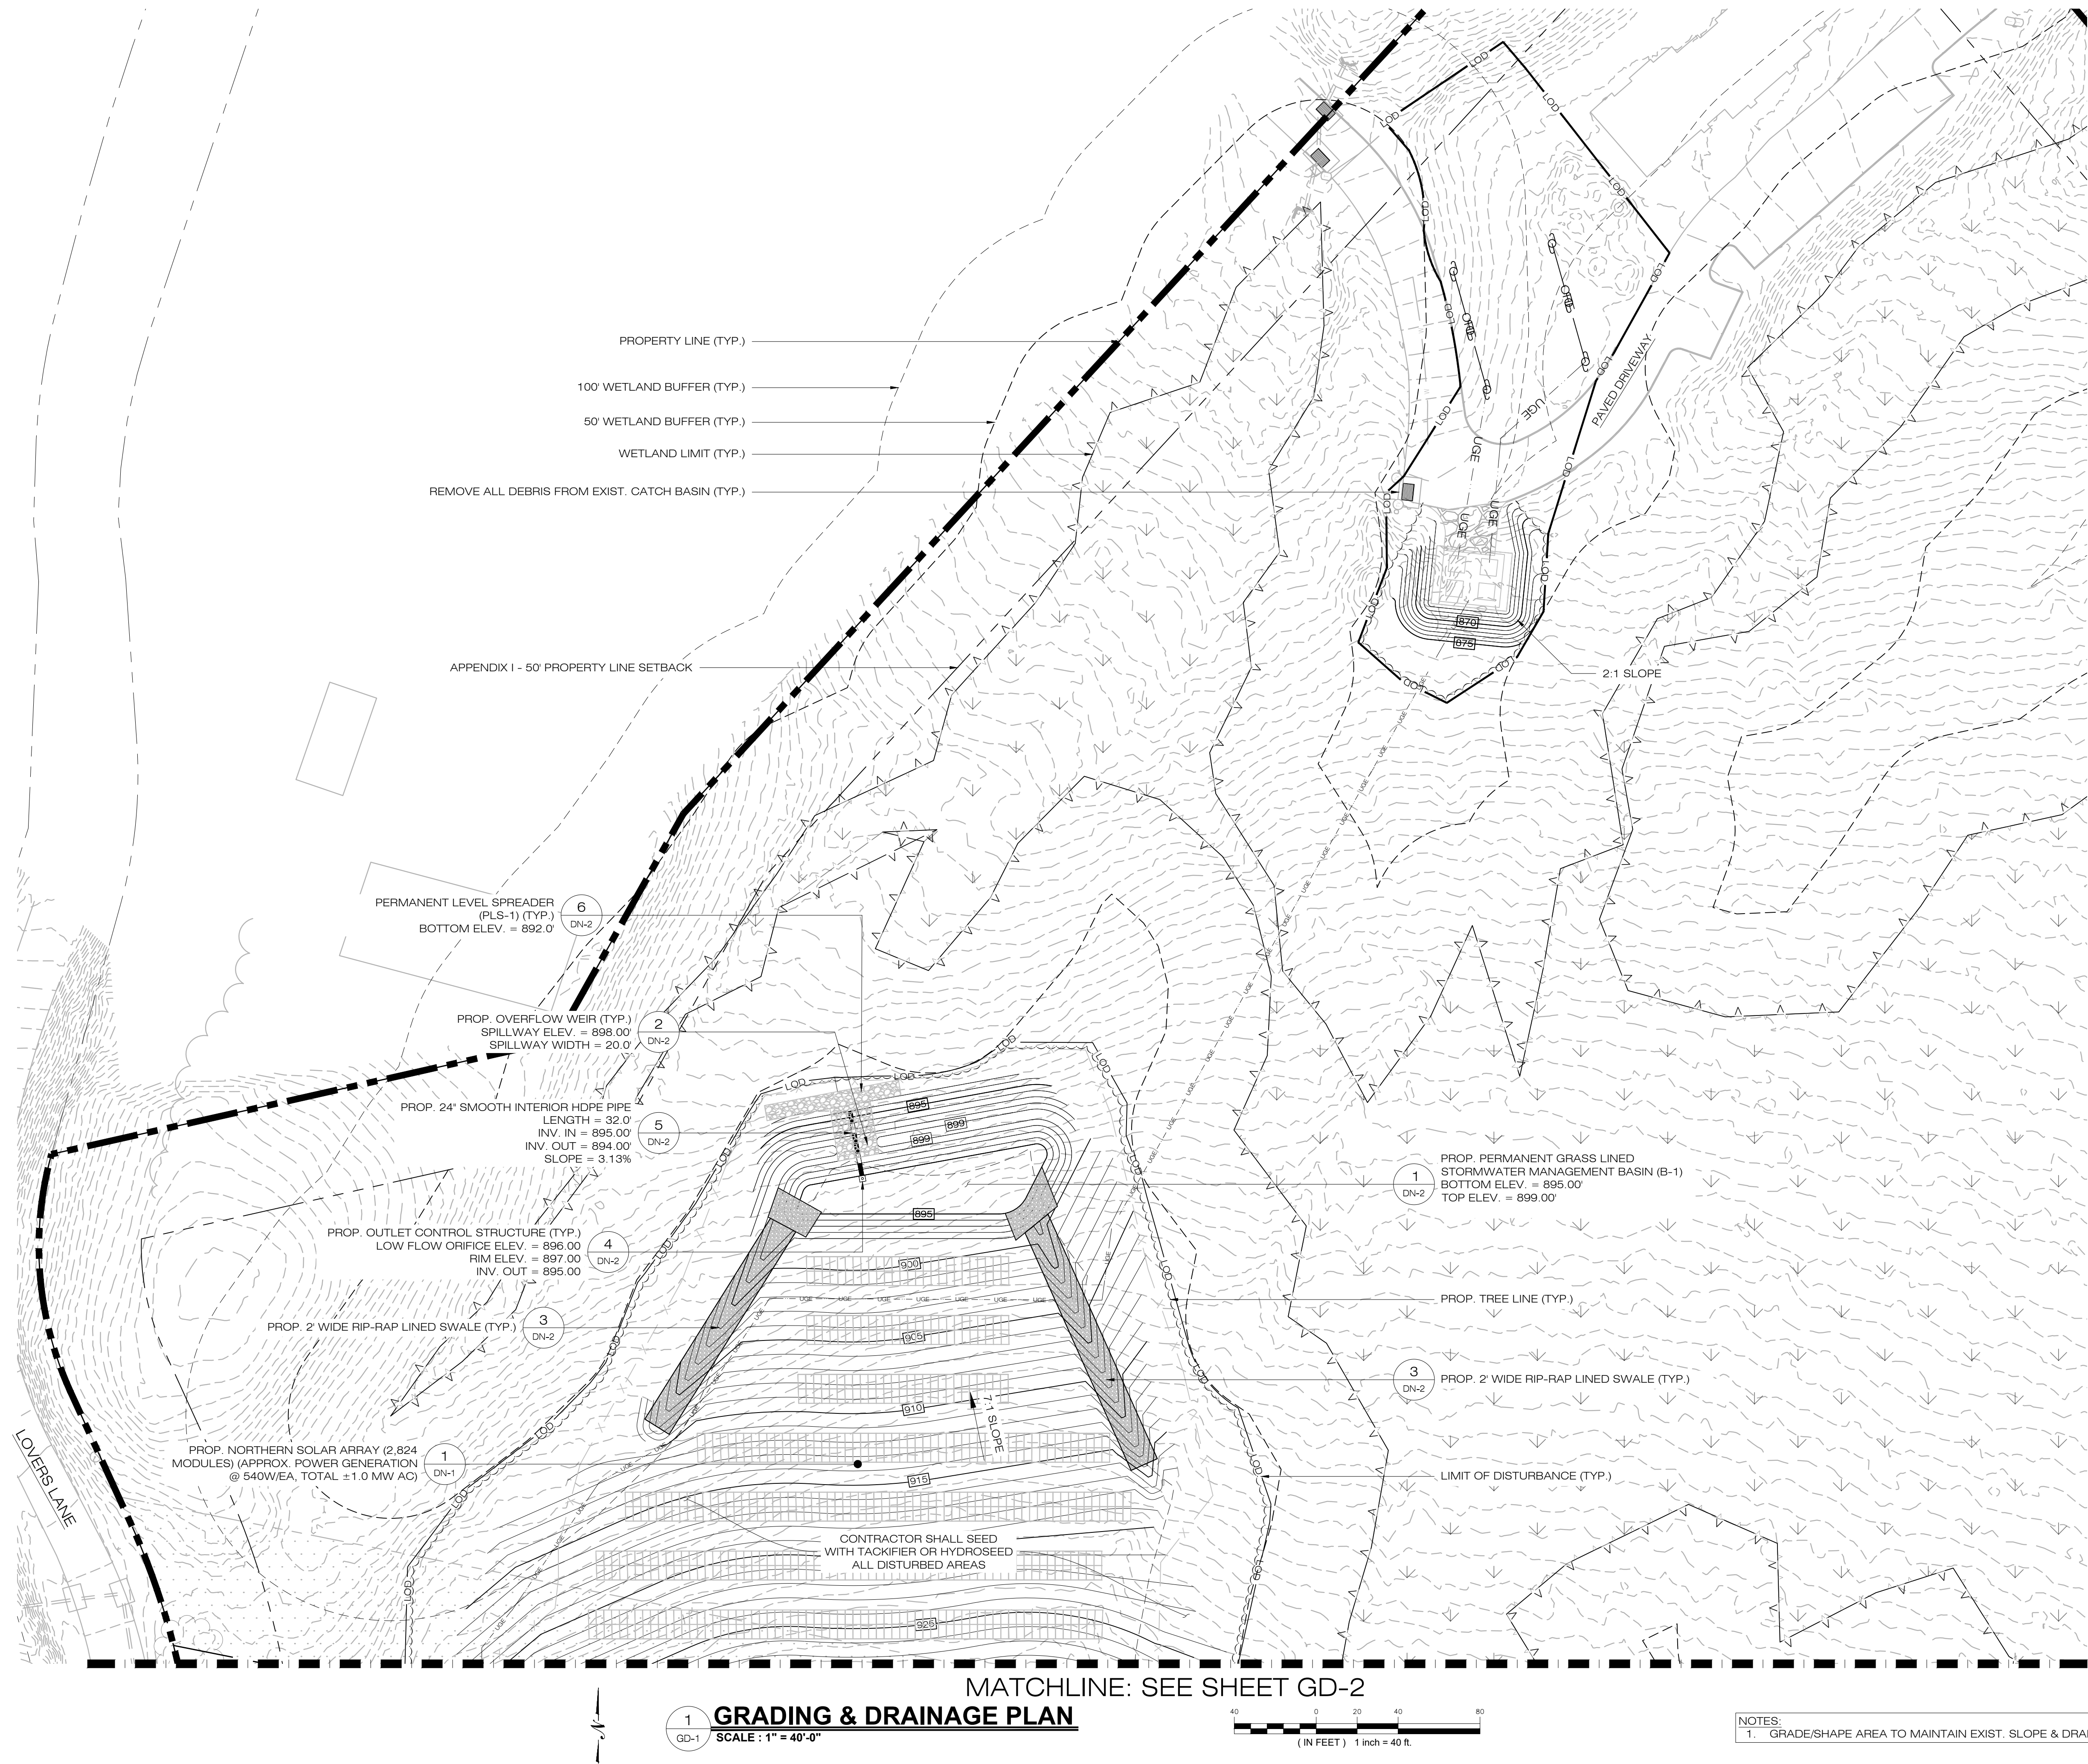 PROPERTY LINE (TYP.)
100' WETLAND BUFFER (TYP.)
50' WETLAND BUFFER (TYP.)
WETLAND LIMIT (TYP.)
REMOVE ALL DEBRIS FROM EXIST. CATCH BASIN (TYP.)
APPENDIX I - 50' PROPERTY LINE SETBACK
PAVED DRIVEWAY
LOD
UGE
OHE
870
875
2:1 SLOPE
PERMANENT LEVEL SPREADER
(PLS-1) (TYP.)
BOTTOM ELEV. = 892.0'
6
DN-2
PROP. OVERFLOW WEIR (TYP.)
SPILLWAY ELEV. = 898.00'
SPILLWAY WIDTH = 20.0'
2
DN-2
PROP. 24" SMOOTH INTERIOR HDPE PIPE
LENGTH = 32.0'
INV. IN = 895.00'
INV. OUT = 894.00'
SLOPE = 3.13%
5
DN-2
895
899
899
PROP. PERMANENT GRASS LINED
STORMWATER MANAGEMENT BASIN (B-1)
BOTTOM ELEV. = 895.00'
TOP ELEV. = 899.00'
1
DN-2
895
PROP. OUTLET CONTROL STRUCTURE (TYP.)
LOW FLOW ORIFICE ELEV. = 896.00
RIM ELEV. = 897.00
INV. OUT = 895.00
4
DN-2
900
PROP. TREE LINE (TYP.)
PROP. 2' WIDE RIP-RAP LINED SWALE (TYP.)
3
DN-2
905
3
DN-2
PROP. 2' WIDE RIP-RAP LINED SWALE (TYP.)
910
7:1 SLOPE
LOVERS LANE
PROP. NORTHERN SOLAR ARRAY (2,824
MODULES) (APPROX. POWER GENERATION
@ 540W/EA, TOTAL ±1.0 MW AC)
1
DN-1
915
LIMIT OF DISTURBANCE (TYP.)
CONTRACTOR SHALL SEED
WITH TACKIFIER OR HYDROSEED
ALL DISTURBED AREAS
925
MATCHLINE: SEE SHEET GD-2
N
1
GD-1
GRADING & DRAINAGE PLAN
SCALE : 1" = 40'-0"
40 0 20 40 80
( IN FEET ) 1 inch = 40 ft.
NOTES:
1. GRADE/SHAPE AREA TO MAINTAIN EXIST. SLOPE &